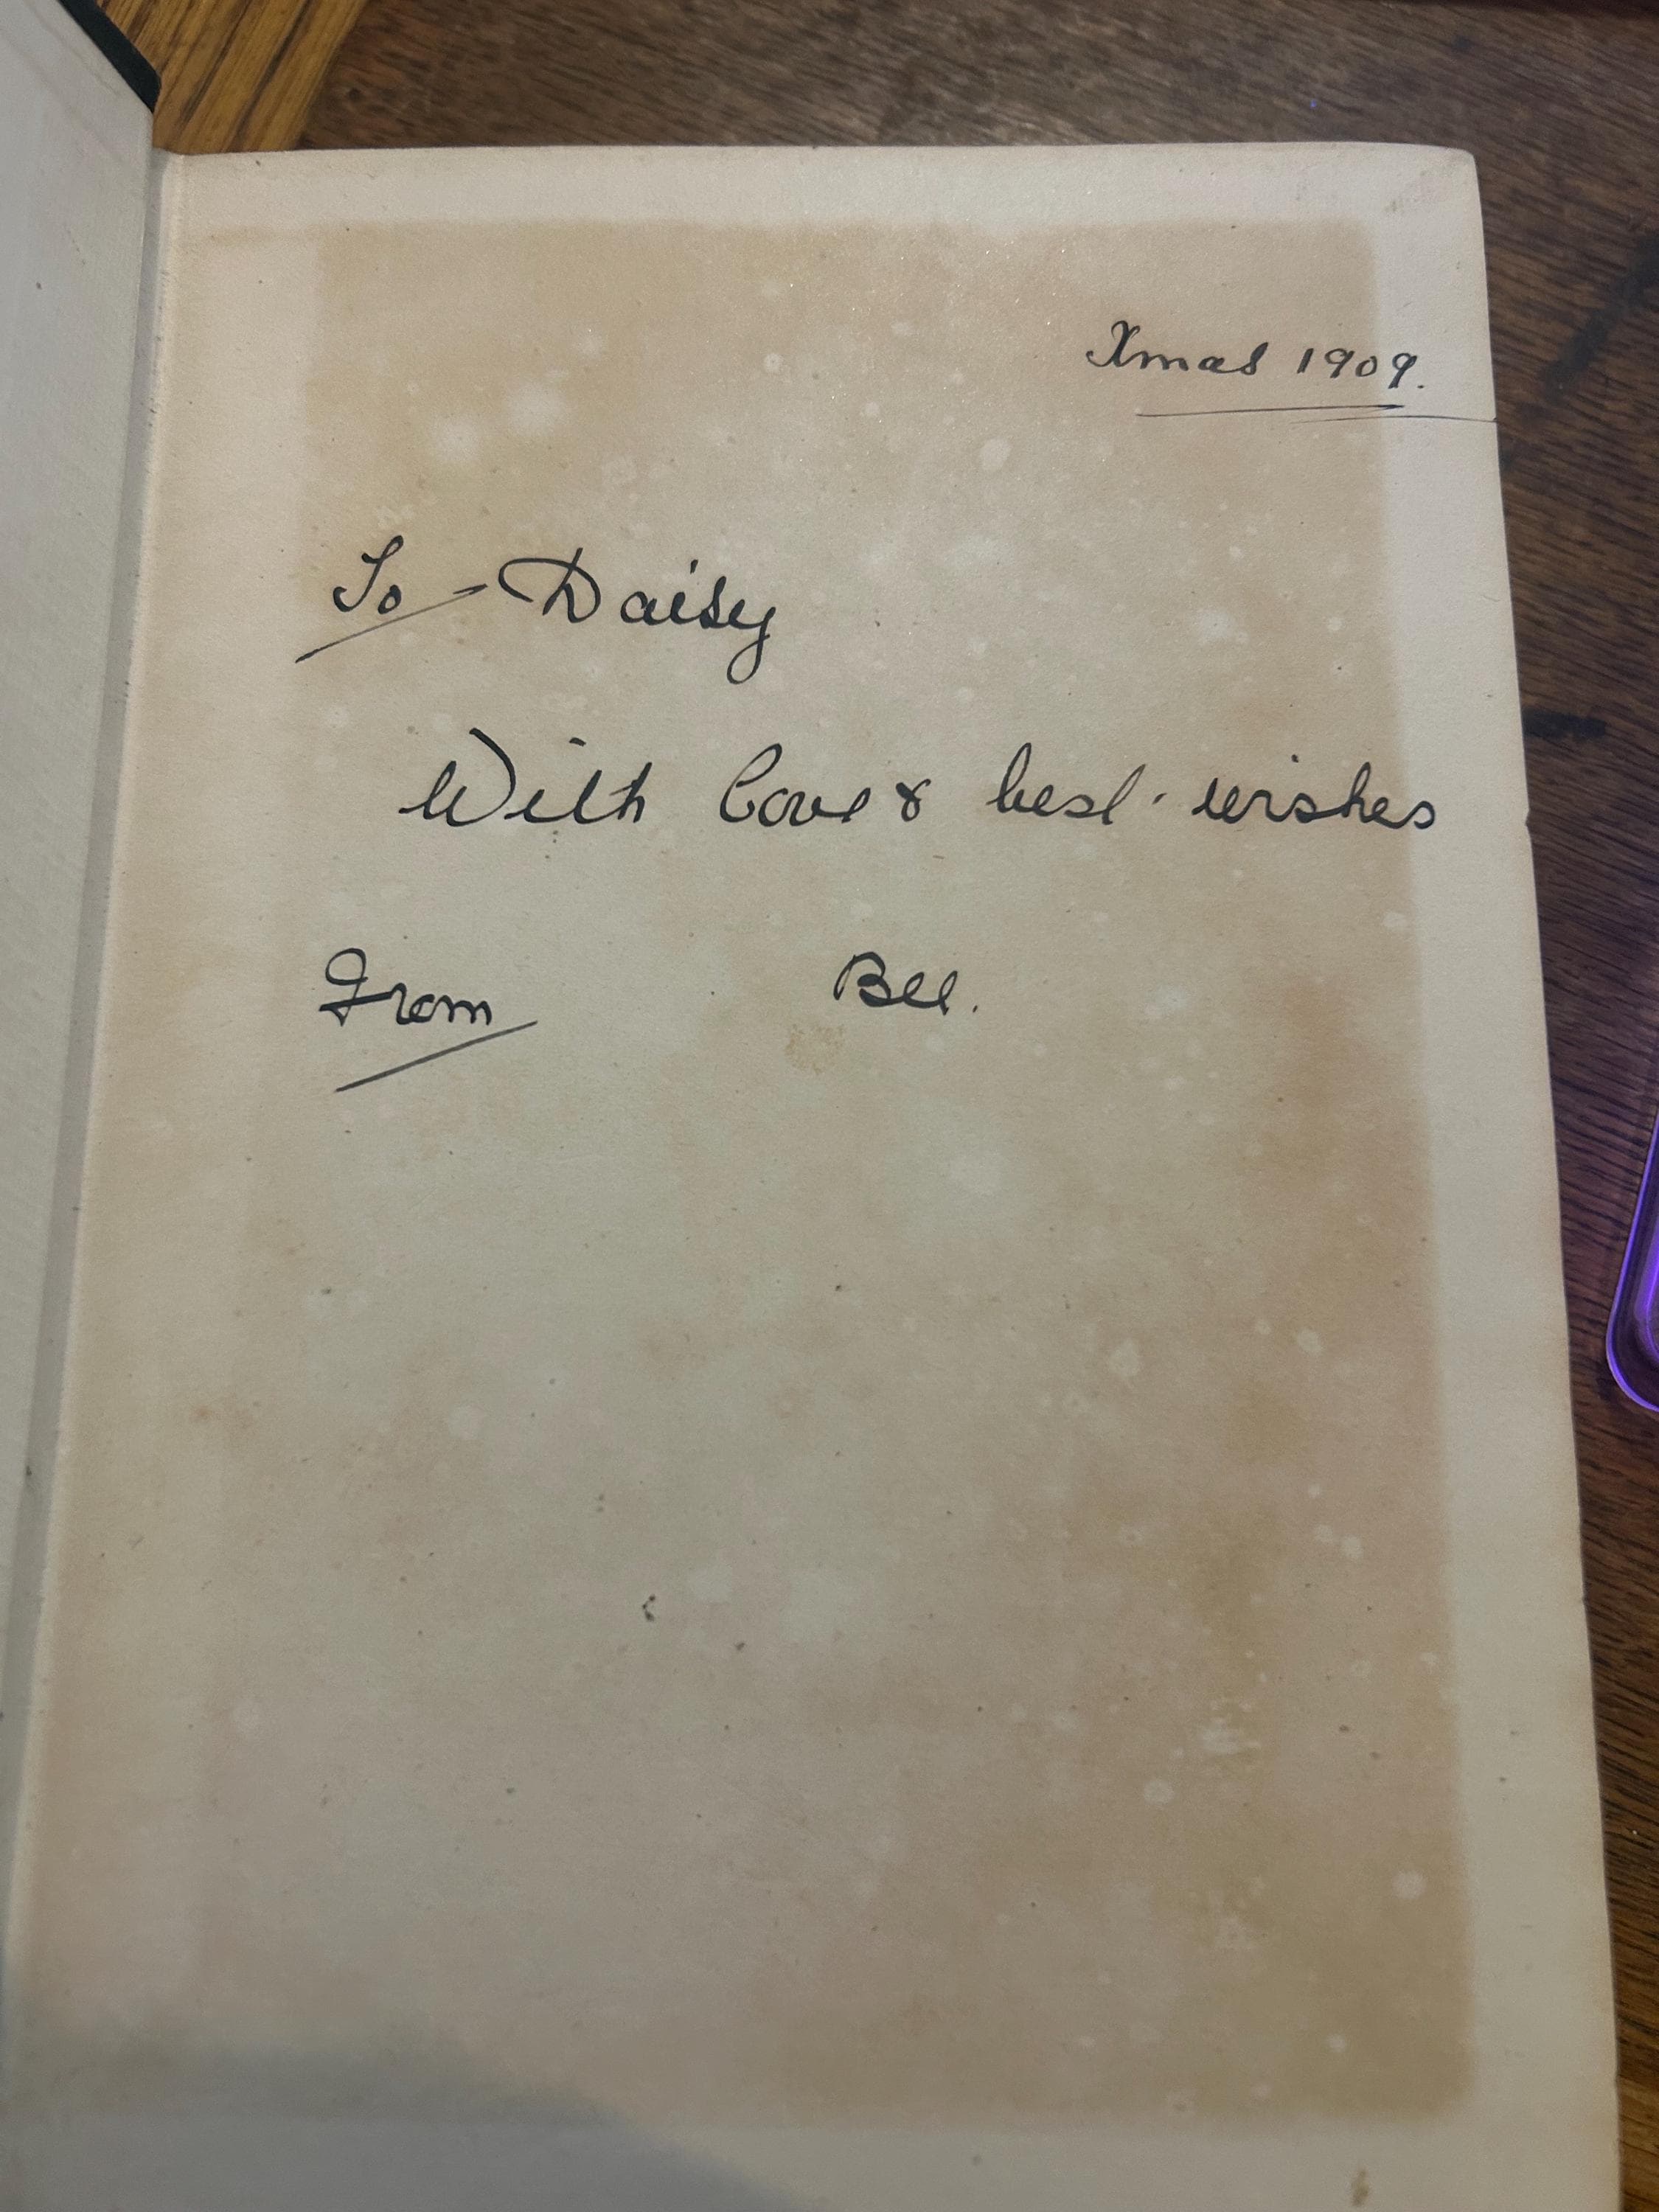 Xmas 1909.
To Daisy
With love & best wishes
From Bee.